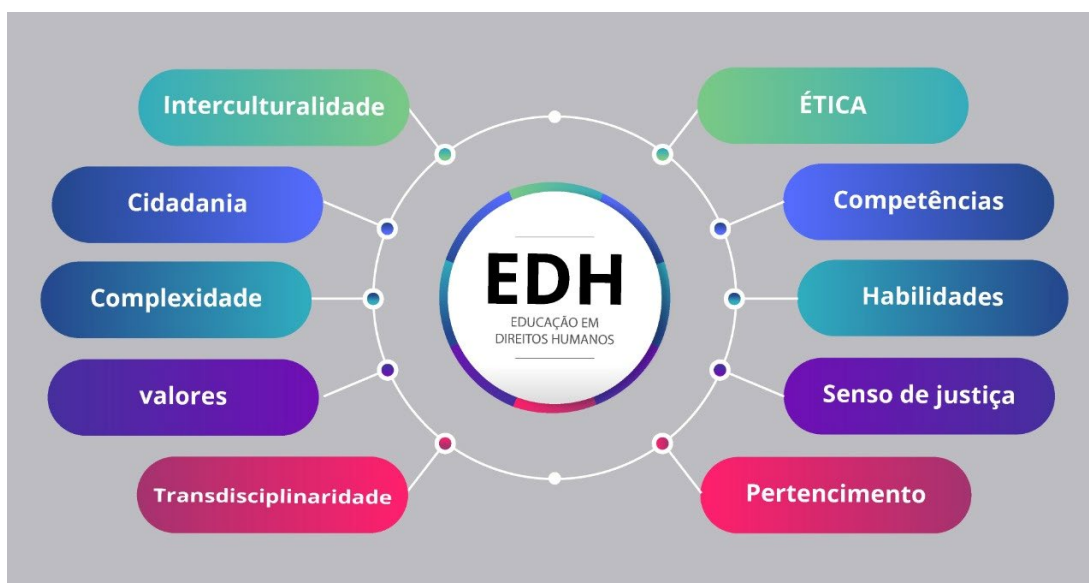 Interculturalidade
Cidadania
Complexidade
valores
Transdisciplinaridade
EDH
EDUCAÇÃO EM
DIREITOS HUMANOS
ÉTICA
Competências
Habilidades
Senso de justiça
Pertencimento